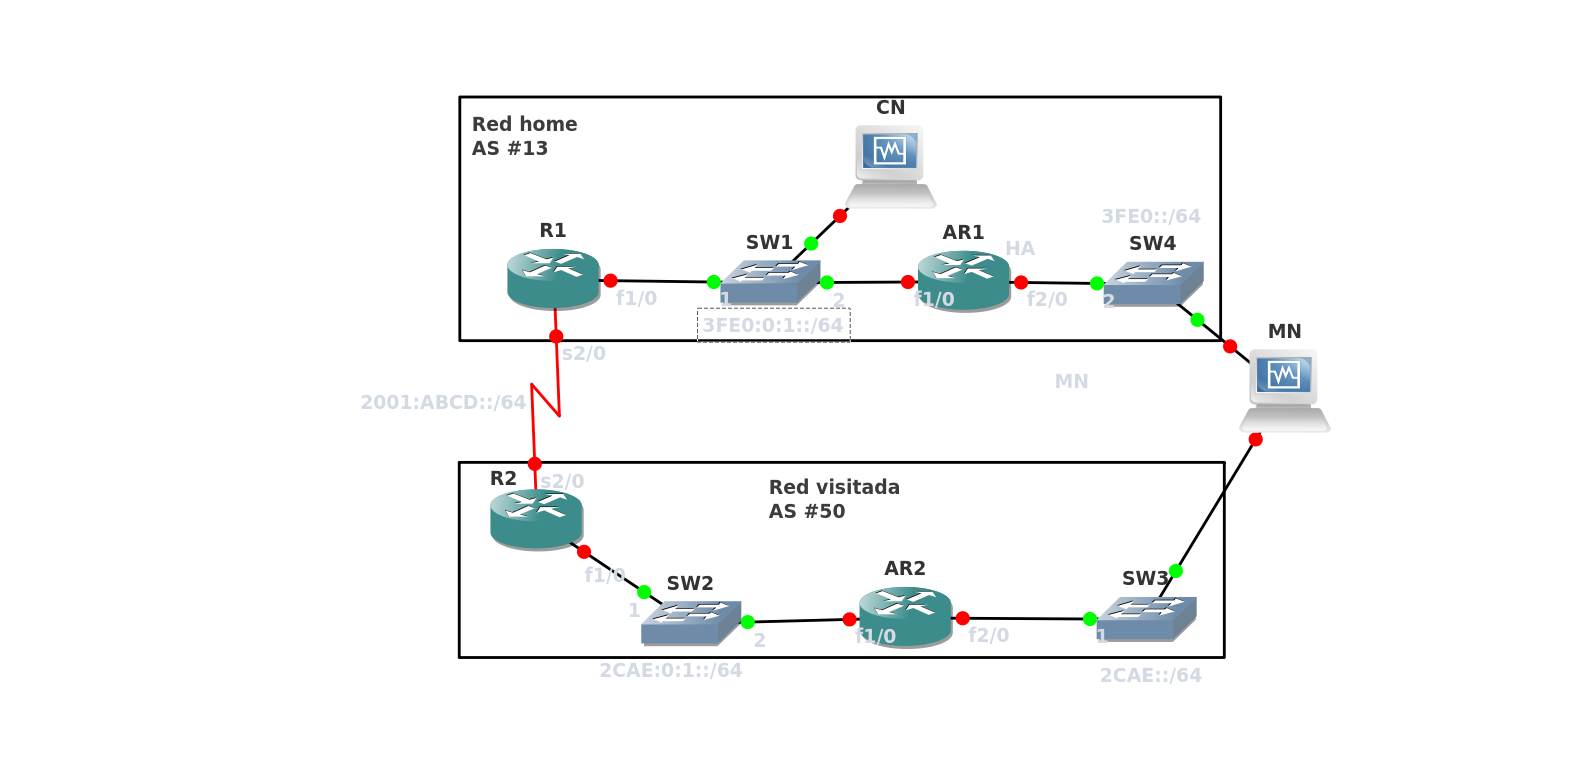 CN
Red home
AS #13
3FE0::/64
R1
SW1
AR1
HA
SW4
f1/0
1
2
f1/0
f2/0
2
3FE0:0:1::/64
MN
s2/0
MN
2001:ABCD::/64
R2
s2/0
Red visitada
AS #50
AR2
f1/0
SW2
SW3
1
2
f1/0
f2/0
1
2CAE:0:1::/64
2CAE::/64